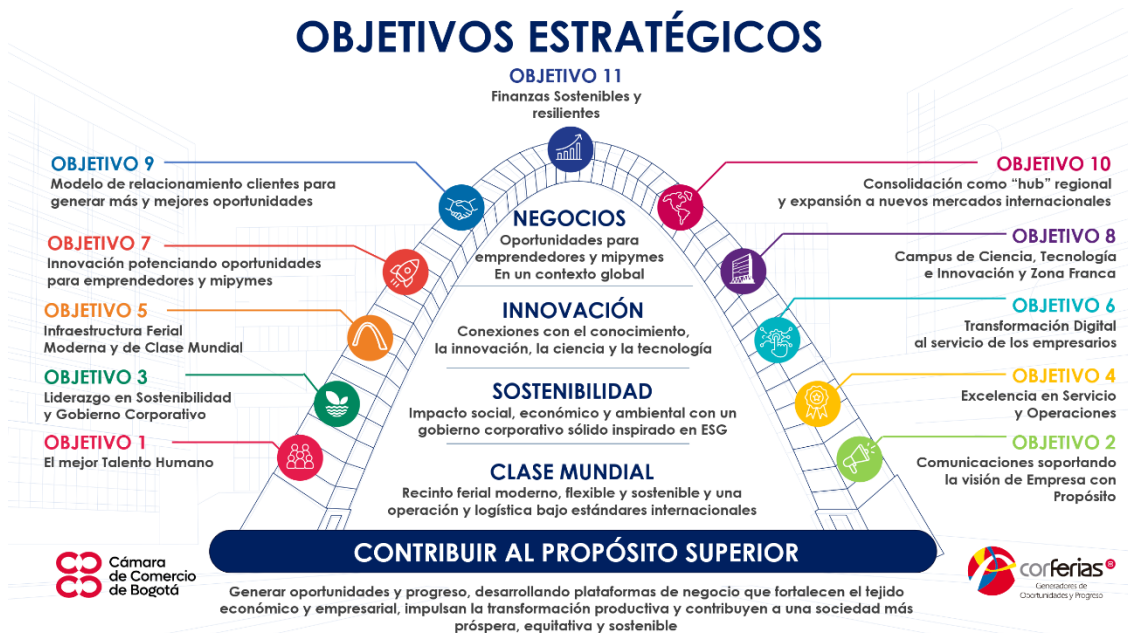 OBJETIVOS ESTRATÉGICOS
OBJETIVO 11
Finanzas Sostenibles y
resilientes
OBJETIVO 9
Modelo de relacionamiento clientes para
generar más y mejores oportunidades
OBJETIVO 10
Consolidación como “hub” regional
y expansión a nuevos mercados internacionales
OBJETIVO 7
Innovación potenciando oportunidades
para emprendedores y mipymes
OBJETIVO 8
Campus de Ciencia, Tecnología
e Innovación y Zona Franca
OBJETIVO 5
Infraestructura Ferial
Moderna y de Clase Mundial
OBJETIVO 6
Transformación Digital
al servicio de los empresarios
OBJETIVO 3
Liderazgo en Sostenibilidad
y Gobierno Corporativo
OBJETIVO 4
Excelencia en Servicio
y Operaciones
OBJETIVO 1
El mejor Talento Humano
OBJETIVO 2
Comunicaciones soportando
la visión de Empresa con
Propósito
NEGOCIOS
Oportunidades para
emprendedores y mipymes
En un contexto global
INNOVACIÓN
Conexiones con el conocimiento,
la innovación, la ciencia y la tecnología
SOSTENIBILIDAD
Impacto social, económico y ambiental con un
gobierno corporativo sólido inspirado en ESG
CLASE MUNDIAL
Recinto ferial moderno, flexible y sostenible y una
operación y logística bajo estándares internacionales
CONTRIBUIR AL PROPÓSITO SUPERIOR
Generar oportunidades y progreso, desarrollando plataformas de negocio que fortalecen el tejido
económico y empresarial, impulsan la transformación productiva y contribuyen a una sociedad más
próspera, equitativa y sostenible
Cámara
de Comercio
de Bogotá
corferias®
Generadores de
Oportunidades y Progreso